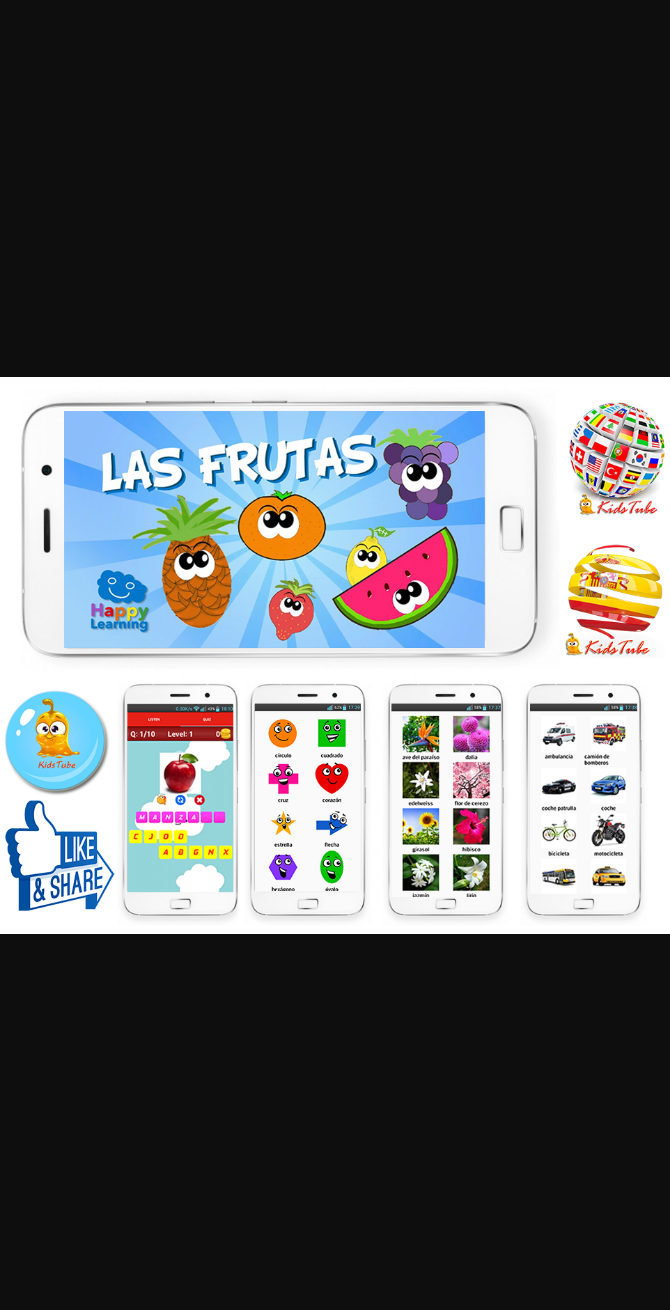 LAS FRUTAS
Happy
Learning
KidsTube
KidsTube
KidsTube
LIKE
& SHARE
LISTEN QUIZ
Q: 1/10 Level: 1 0
M A N Z A
C J O O
A B G N X
círculo cuadrado
cruz corazón
estrella flecha
hexágono óvalo
ave del paraíso dalia
edelweiss flor de cerezo
girasol hibisco
jazmín lirio
ambulancia camión de
bomberos
coche patrulla coche
bicicleta motocicleta